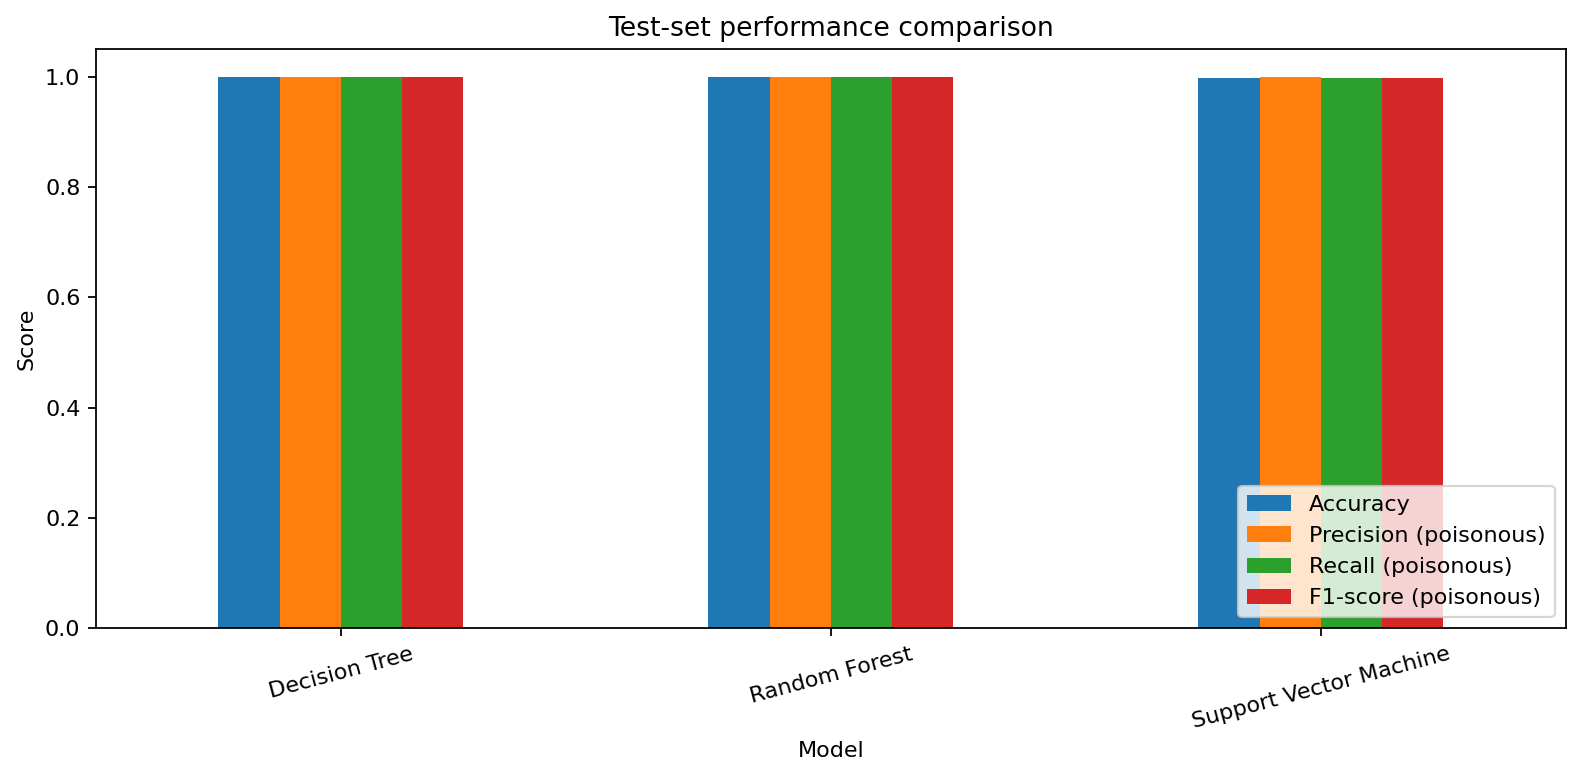 Test-set performance comparison
Score
1.0
0.8
0.6
0.4
0.2
0.0
Accuracy
Precision (poisonous)
Recall (poisonous)
F1-score (poisonous)
Decision Tree
Random Forest
Support Vector Machine
Model